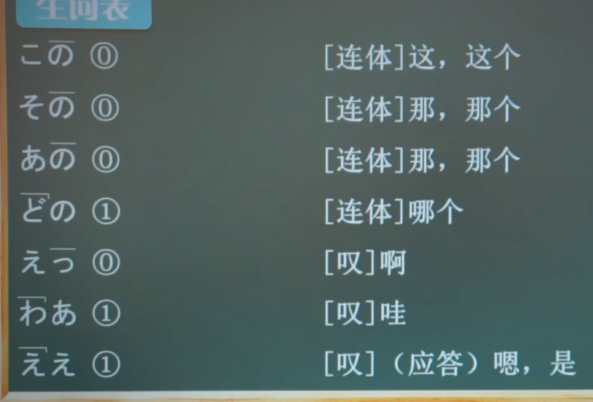 生词表
この ⓪ [连体]这，这个
その ⓪ [连体]那，那个
あの ⓪ [连体]那，那个
どの ① [连体]哪个
えっ ⓪ [叹]啊
わあ ① [叹]哇
ええ ① [叹]（应答）嗯，是